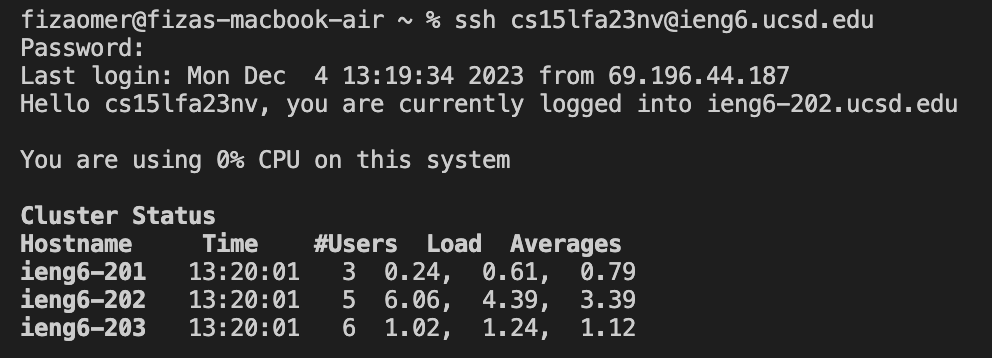 fizaomer@fizas-macbook-air ~ % ssh cs15lfa23nv@ieng6.ucsd.edu
Password:
Last login: Mon Dec  4 13:19:34 2023 from 69.196.44.187
Hello cs15lfa23nv, you are currently logged into ieng6-202.ucsd.edu
You are using 0% CPU on this system
Cluster Status
Hostname     Time    #Users  Load  Averages
ieng6-201   13:20:01   3  0.24,  0.61,  0.79
ieng6-202   13:20:01   5  6.06,  4.39,  3.39
ieng6-203   13:20:01   6  1.02,  1.24,  1.12